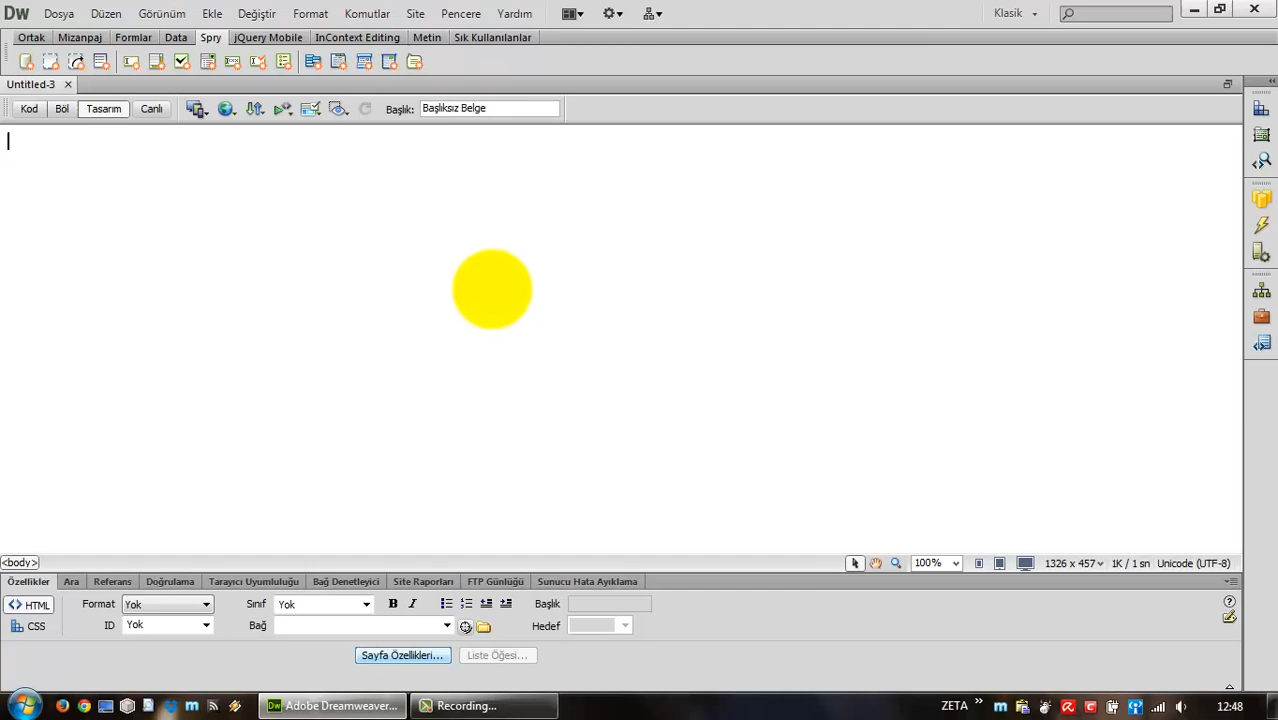 Dw Dosya Düzen Görünüm Ekle Değiştir Format Komutlar Site Pencere Yardım Klasik
Ortak Mizanpaj Formlar Data Spry jQuery Mobile InContext Editing Metin Sık Kullanılanlar
Untitled-3
Kod Böl Tasarım Canlı Başlık: Başlıksız Belge
<body> 100% 1326 x 457 1K / 1 sn Unicode (UTF-8)
Özellikler Ara Referans Doğrulama Tarayıcı Uyumluluğu Bağ Denetleyici Site Raporları FTP Günlüğü Sunucu Hata Ayıklama
<> HTML Format Yok Sınıf Yok B I Başlık
CSS ID Yok Bağ Hedef
Sayfa Özellikleri... Liste Öğesi...
Dw Adobe Dreamweaver... Recording... ZETA » 12:48